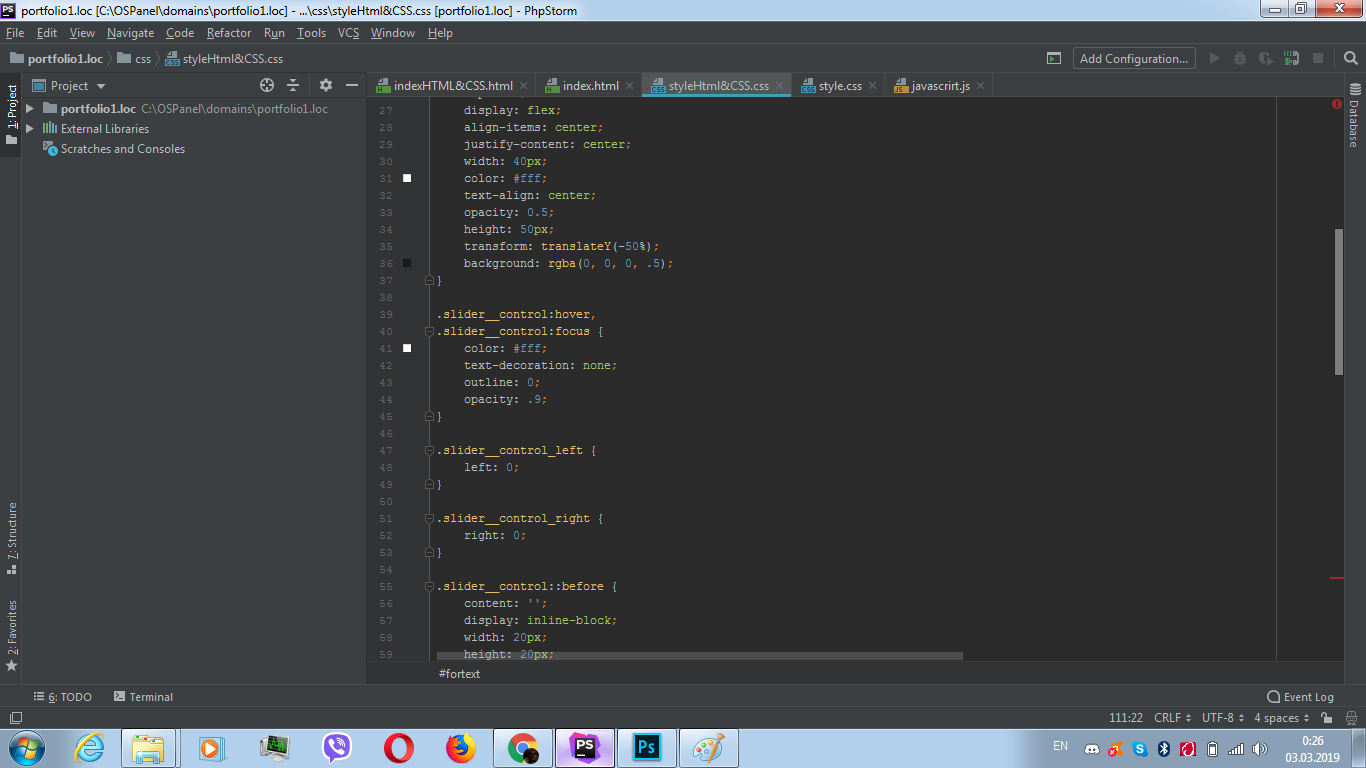 PS portfolio1.loc [C:\OSPanel\domains\portfolio1.loc] - ...\css\styleHtml&CSS.css [portfolio1.loc] - PhpStorm
File Edit View Navigate Code Refactor Run Tools VCS Window Help
portfolio1.loc css styleHtml&CSS.css Add Configuration...
Project indexHTML&CSS.html index.html styleHtml&CSS.css style.css javascrirt.js
1: Project
portfolio1.loc C:\OSPanel\domains\portfolio1.loc
External Libraries
Scratches and Consoles
7: Structure
2: Favorites
27 display: flex;
28 align-items: center;
29 justify-content: center;
30 width: 40px;
31 color: #fff;
32 text-align: center;
33 opacity: 0.5;
34 height: 50px;
35 transform: translateY(-50%);
36 background: rgba(0, 0, 0, .5);
37 }
38
39 .slider__control:hover,
40 .slider__control:focus {
41 color: #fff;
42 text-decoration: none;
43 outline: 0;
44 opacity: .9;
45 }
46
47 .slider__control_left {
48 left: 0;
49 }
50
51 .slider__control_right {
52 right: 0;
53 }
54
55 .slider__control::before {
56 content: '';
57 display: inline-block;
58 width: 20px;
59 height: 20px;
Database
#fortext
6: TODO Terminal Event Log
111:22 CRLF UTF-8 4 spaces
PS Ps EN 0:26
03.03.2019